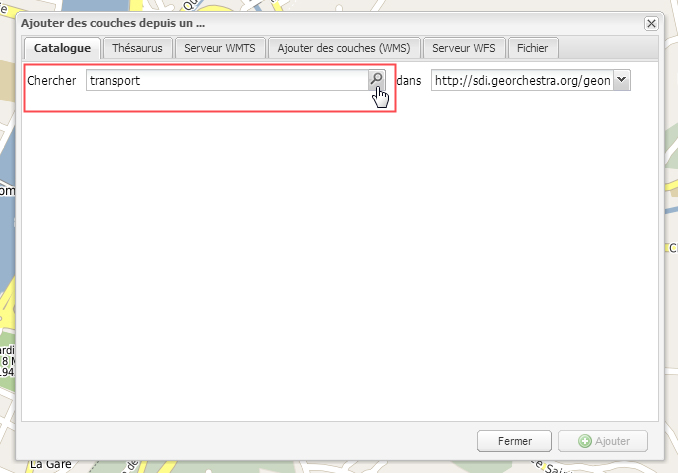 Ajouter des couches depuis un ...
Catalogue Thésaurus Serveur WMTS Ajouter des couches (WMS) Serveur WFS Fichier
Chercher transport dans http://sdi.georchestra.org/geon
Fermer Ajouter
La Gare